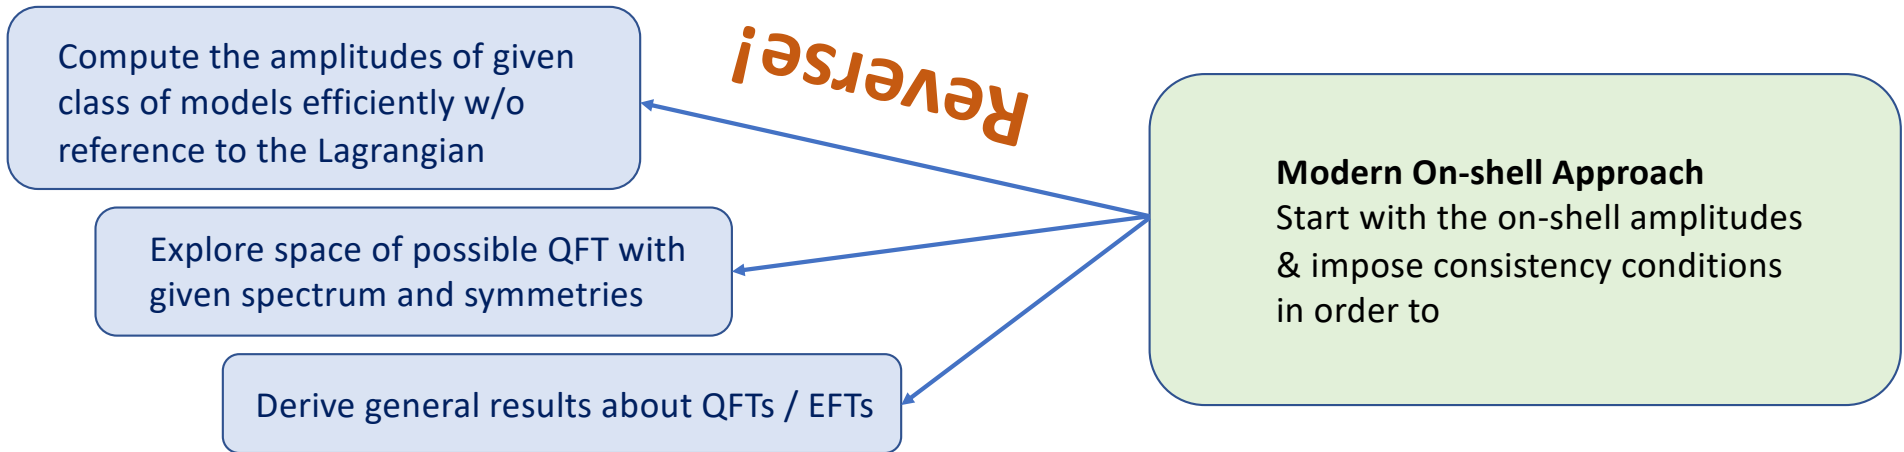 Compute the amplitudes of given
class of models efficiently w/o
reference to the Lagrangian
Reverse!
Explore space of possible QFT with
given spectrum and symmetries
Derive general results about QFTs / EFTs
Modern On-shell Approach
Start with the on-shell amplitudes
& impose consistency conditions
in order to